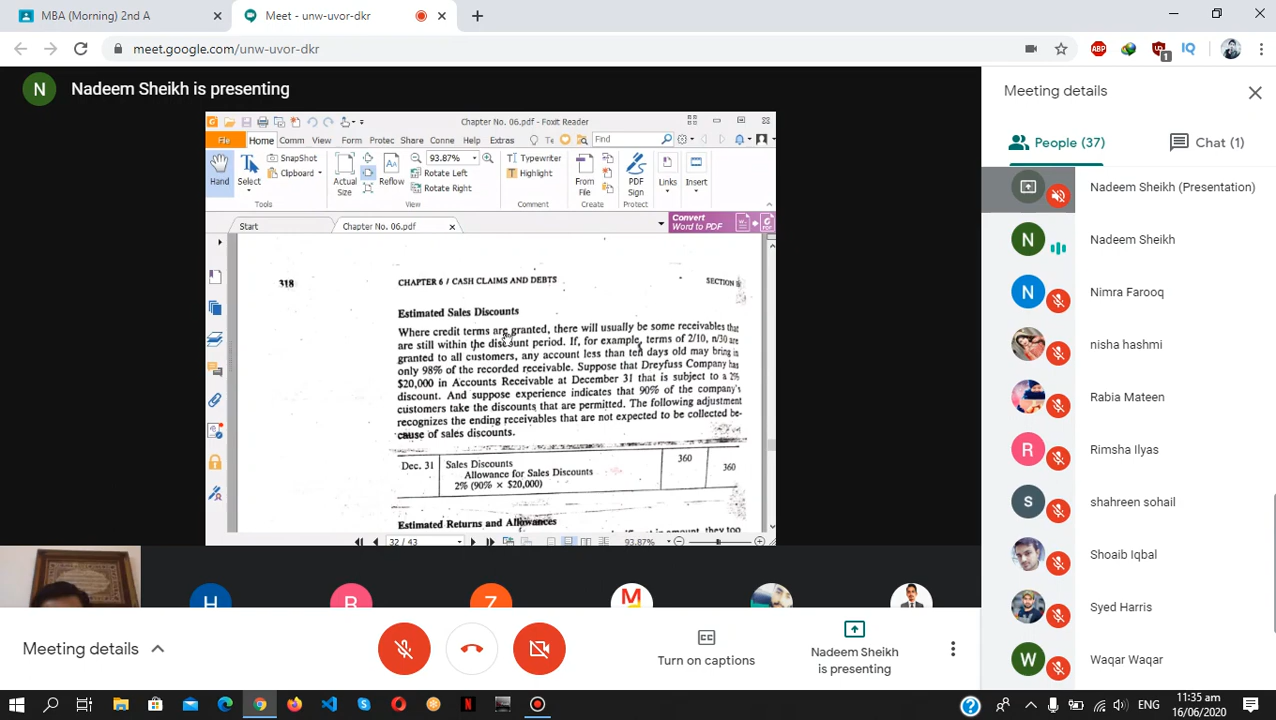 MBA (Morning) 2nd A
Meet - unw-uvor-dkr
meet.google.com/unw-uvor-dkr
ABP
1
IQ
N
Nadeem Sheikh is presenting
Chapter No. 06.pdf - Foxit Reader
File Home Comm View Form Protec Share Conne Help Extras Te Find
Hand
Select
SnapShot
Clipboard
Tools
Actual Size
Reflow
93.87%
Rotate Left
Rotate Right
View
Typewriter
Highlight
Comment
From File
Create
PDF Sign
Protect
Links
Insert
Start
Chapter No. 06.pdf
Convert
Word to PDF
318
CHAPTER 6 / CASH CLAIMS AND DEBTS
SECTION
Estimated Sales Discounts
Where credit terms are granted, there will usually be some receivables that
are still within the discount period. If, for example, terms of 2/10, n/30 are
granted to all customers, any account less than ten days old may bring in
only 98% of the recorded receivable. Suppose that Dreyfuss Company has
$20,000 in Accounts Receivable at December 31 that is subject to a 2%
discount. And suppose experience indicates that 90% of the company's
customers take the discounts that are permitted. The following adjustment
recognizes the ending receivables that are not expected to be collected be-
cause of sales discounts.
Dec. 31 Sales Discounts 360
Allowance for Sales Discounts 360
2% (90% × $20,000)
Estimated Returns and Allowances
32 / 43
93.87%
H
R
Z
M
Meeting details
People (37)
Chat (1)
Nadeem Sheikh (Presentation)
N
Nadeem Sheikh
N
Nimra Farooq
nisha hashmi
Rabia Mateen
R
Rimsha Ilyas
S
shahreen sohail
Shoaib Iqbal
Syed Harris
W
Waqar Waqar
Meeting details
CC
Turn on captions
Nadeem Sheikh
is presenting
ENG
11:35 am
16/06/2020